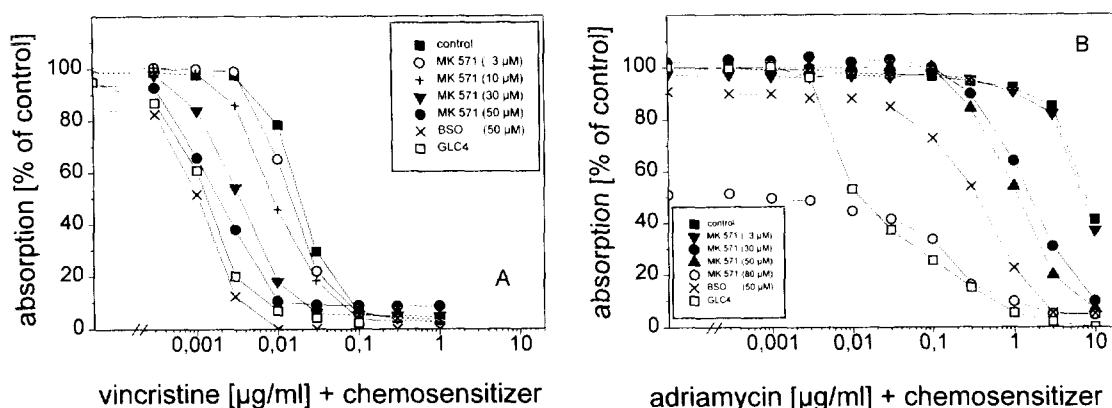 absorption [% of control]
100
80
60
40
20
0
control
MK 571 ( 3 µM)
MK 571 (10 µM)
MK 571 (30 µM)
MK 571 (50 µM)
BSO (50 µM)
GLC4
A
0,001
0,01
0,1
1
10
vincristine [µg/ml] + chemosensitizer
absorption [% of control]
100
80
60
40
20
0
B
control
MK 571 ( 3 µM)
MK 571 (30 µM)
MK 571 (50 µM)
MK 571 (80 µM)
BSO (50 µM)
GLC4
0,001
0,01
0,1
1
10
adriamycin [µg/ml] + chemosensitizer